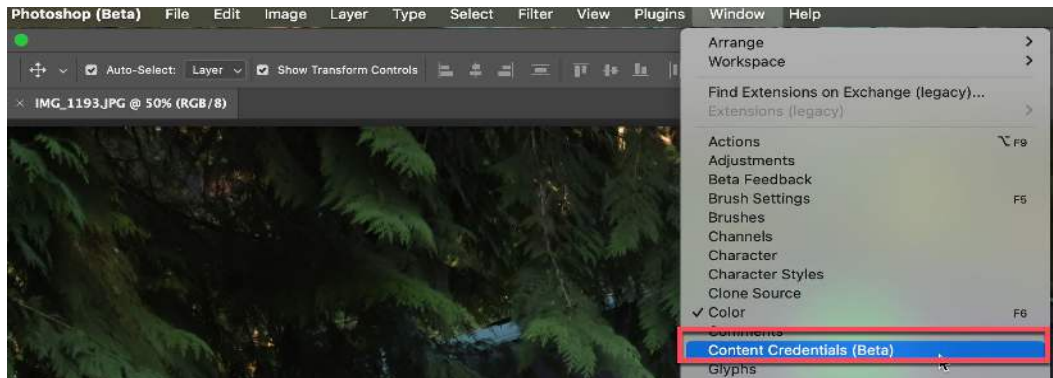 Photoshop (Beta) File Edit Image Layer Type Select Filter View Plugins Window Help
Auto-Select: Layer Show Transform Controls
× IMG_1193.JPG @ 50% (RGB/8)
Arrange >
Workspace >
Find Extensions on Exchange (legacy)...
Extensions (legacy) >
Actions ⌥F9
Adjustments
Beta Feedback
Brush Settings F5
Brushes
Channels
Character
Character Styles
Clone Source
✓ Color F6
Comments
Content Credentials (Beta)
Glyphs